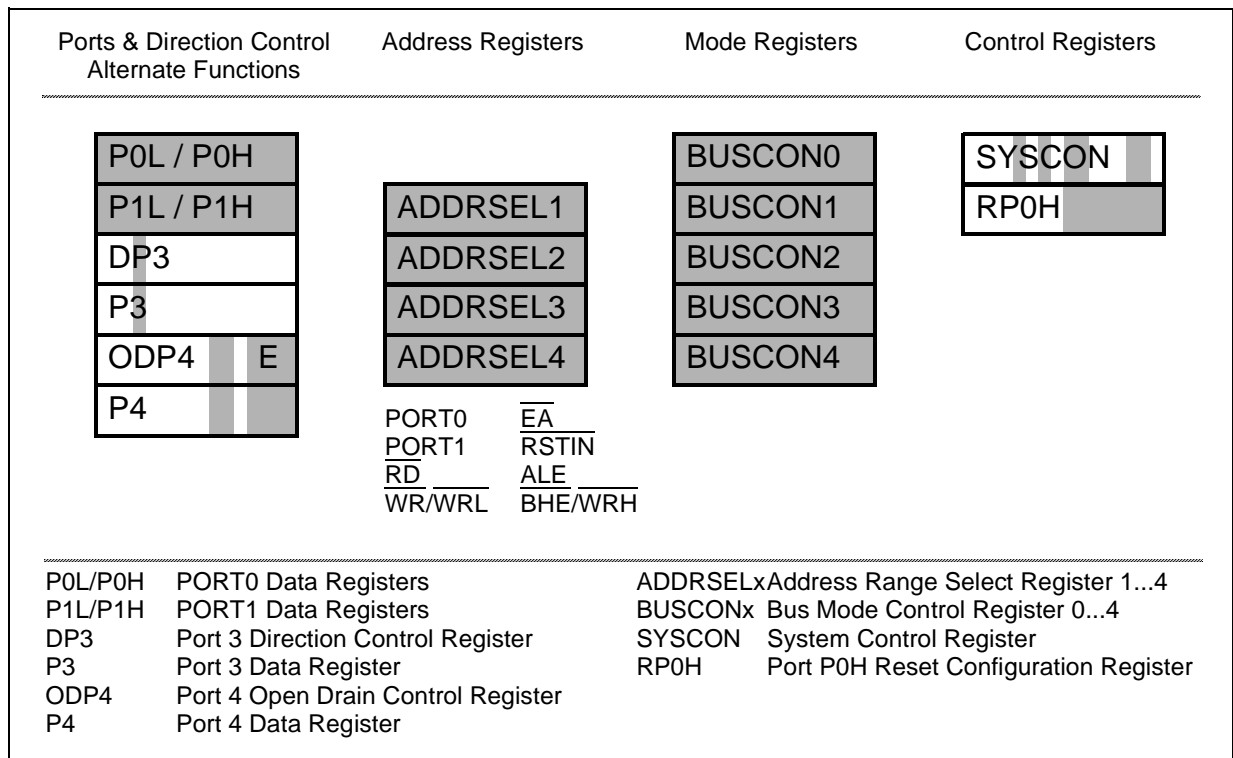 Ports & Direction Control Alternate Functions
Address Registers
Mode Registers
Control Registers
P0L / P0H
P1L / P1H
DP3
P3
ODP4 E
P4
ADDRSEL1
ADDRSEL2
ADDRSEL3
ADDRSEL4
PORT0 EA
PORT1 RSTIN
RD ALE
WR/WRL BHE/WRH
BUSCON0
BUSCON1
BUSCON2
BUSCON3
BUSCON4
SYSCON
RP0H
P0L/P0H PORT0 Data Registers
P1L/P1H PORT1 Data Registers
DP3 Port 3 Direction Control Register
P3 Port 3 Data Register
ODP4 Port 4 Open Drain Control Register
P4 Port 4 Data Register
ADDRSELxAddress Range Select Register 1...4
BUSCONx Bus Mode Control Register 0...4
SYSCON System Control Register
RP0H Port P0H Reset Configuration Register